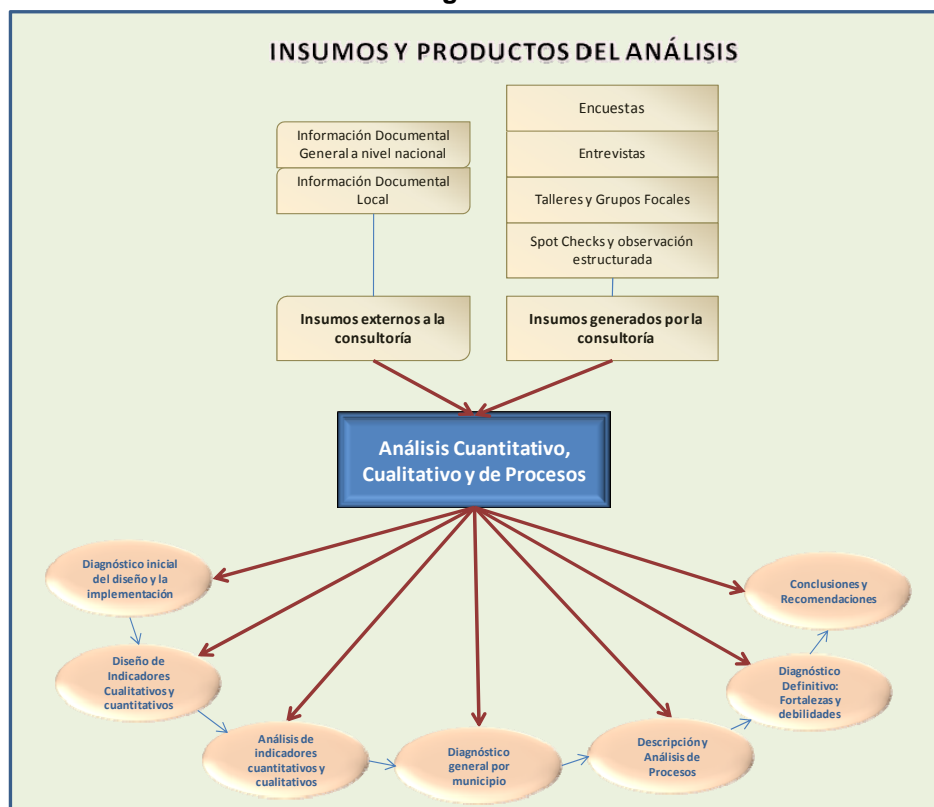 INSUMOS Y PRODUCTOS DEL ANÁLISIS
Encuestas
Entrevistas
Talleres y Grupos Focales
Spot Checks y observación
estructurada
Información Documental
General a nivel nacional
Información Documental
Local
Insumos externos a la
consultoría
Insumos generados por la
consultoría
Análisis Cuantitativo,
Cualitativo y de Procesos
Diagnóstico inicial
del diseño y la
implementación
Diseño de
Indicadores
Cualitativos y
cuantitativos
Análisis de
indicadores
cuantitativos y
cualitativos
Diagnóstico
general por
municipio
Descripción y
Análisis de
Procesos
Diagnóstico
Definitivo:
Fortalezas y
debilidades
Conclusiones y
Recomendaciones